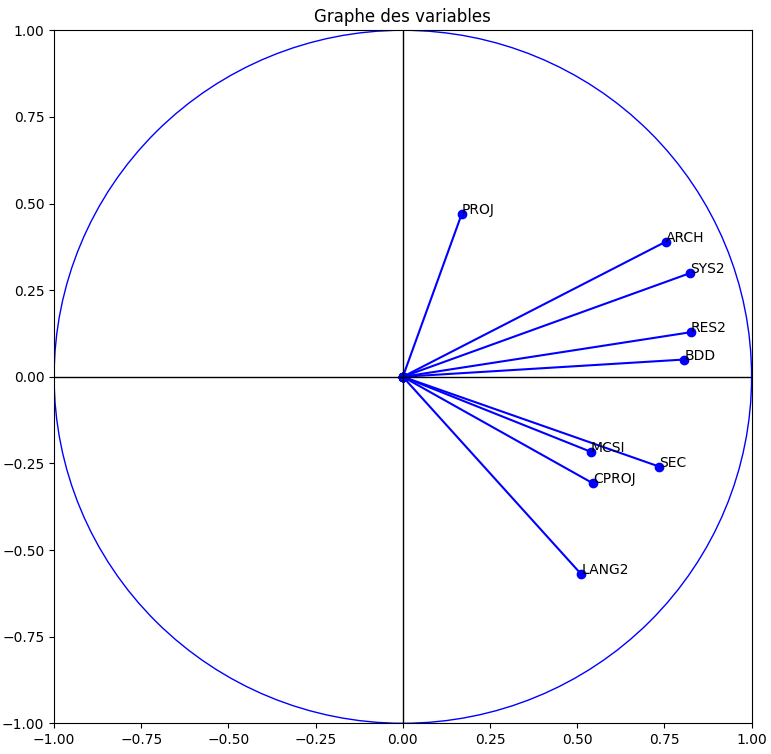 Graphe des variables
1.00
0.75
0.50
0.25
0.00
−0.25
−0.50
−0.75
−1.00
PROJ
ARCH
SYS2
RES2
BDD
MCSI
SEC
CPROJ
LANG2
−1.00 −0.75 −0.50 −0.25 0.00 0.25 0.50 0.75 1.00